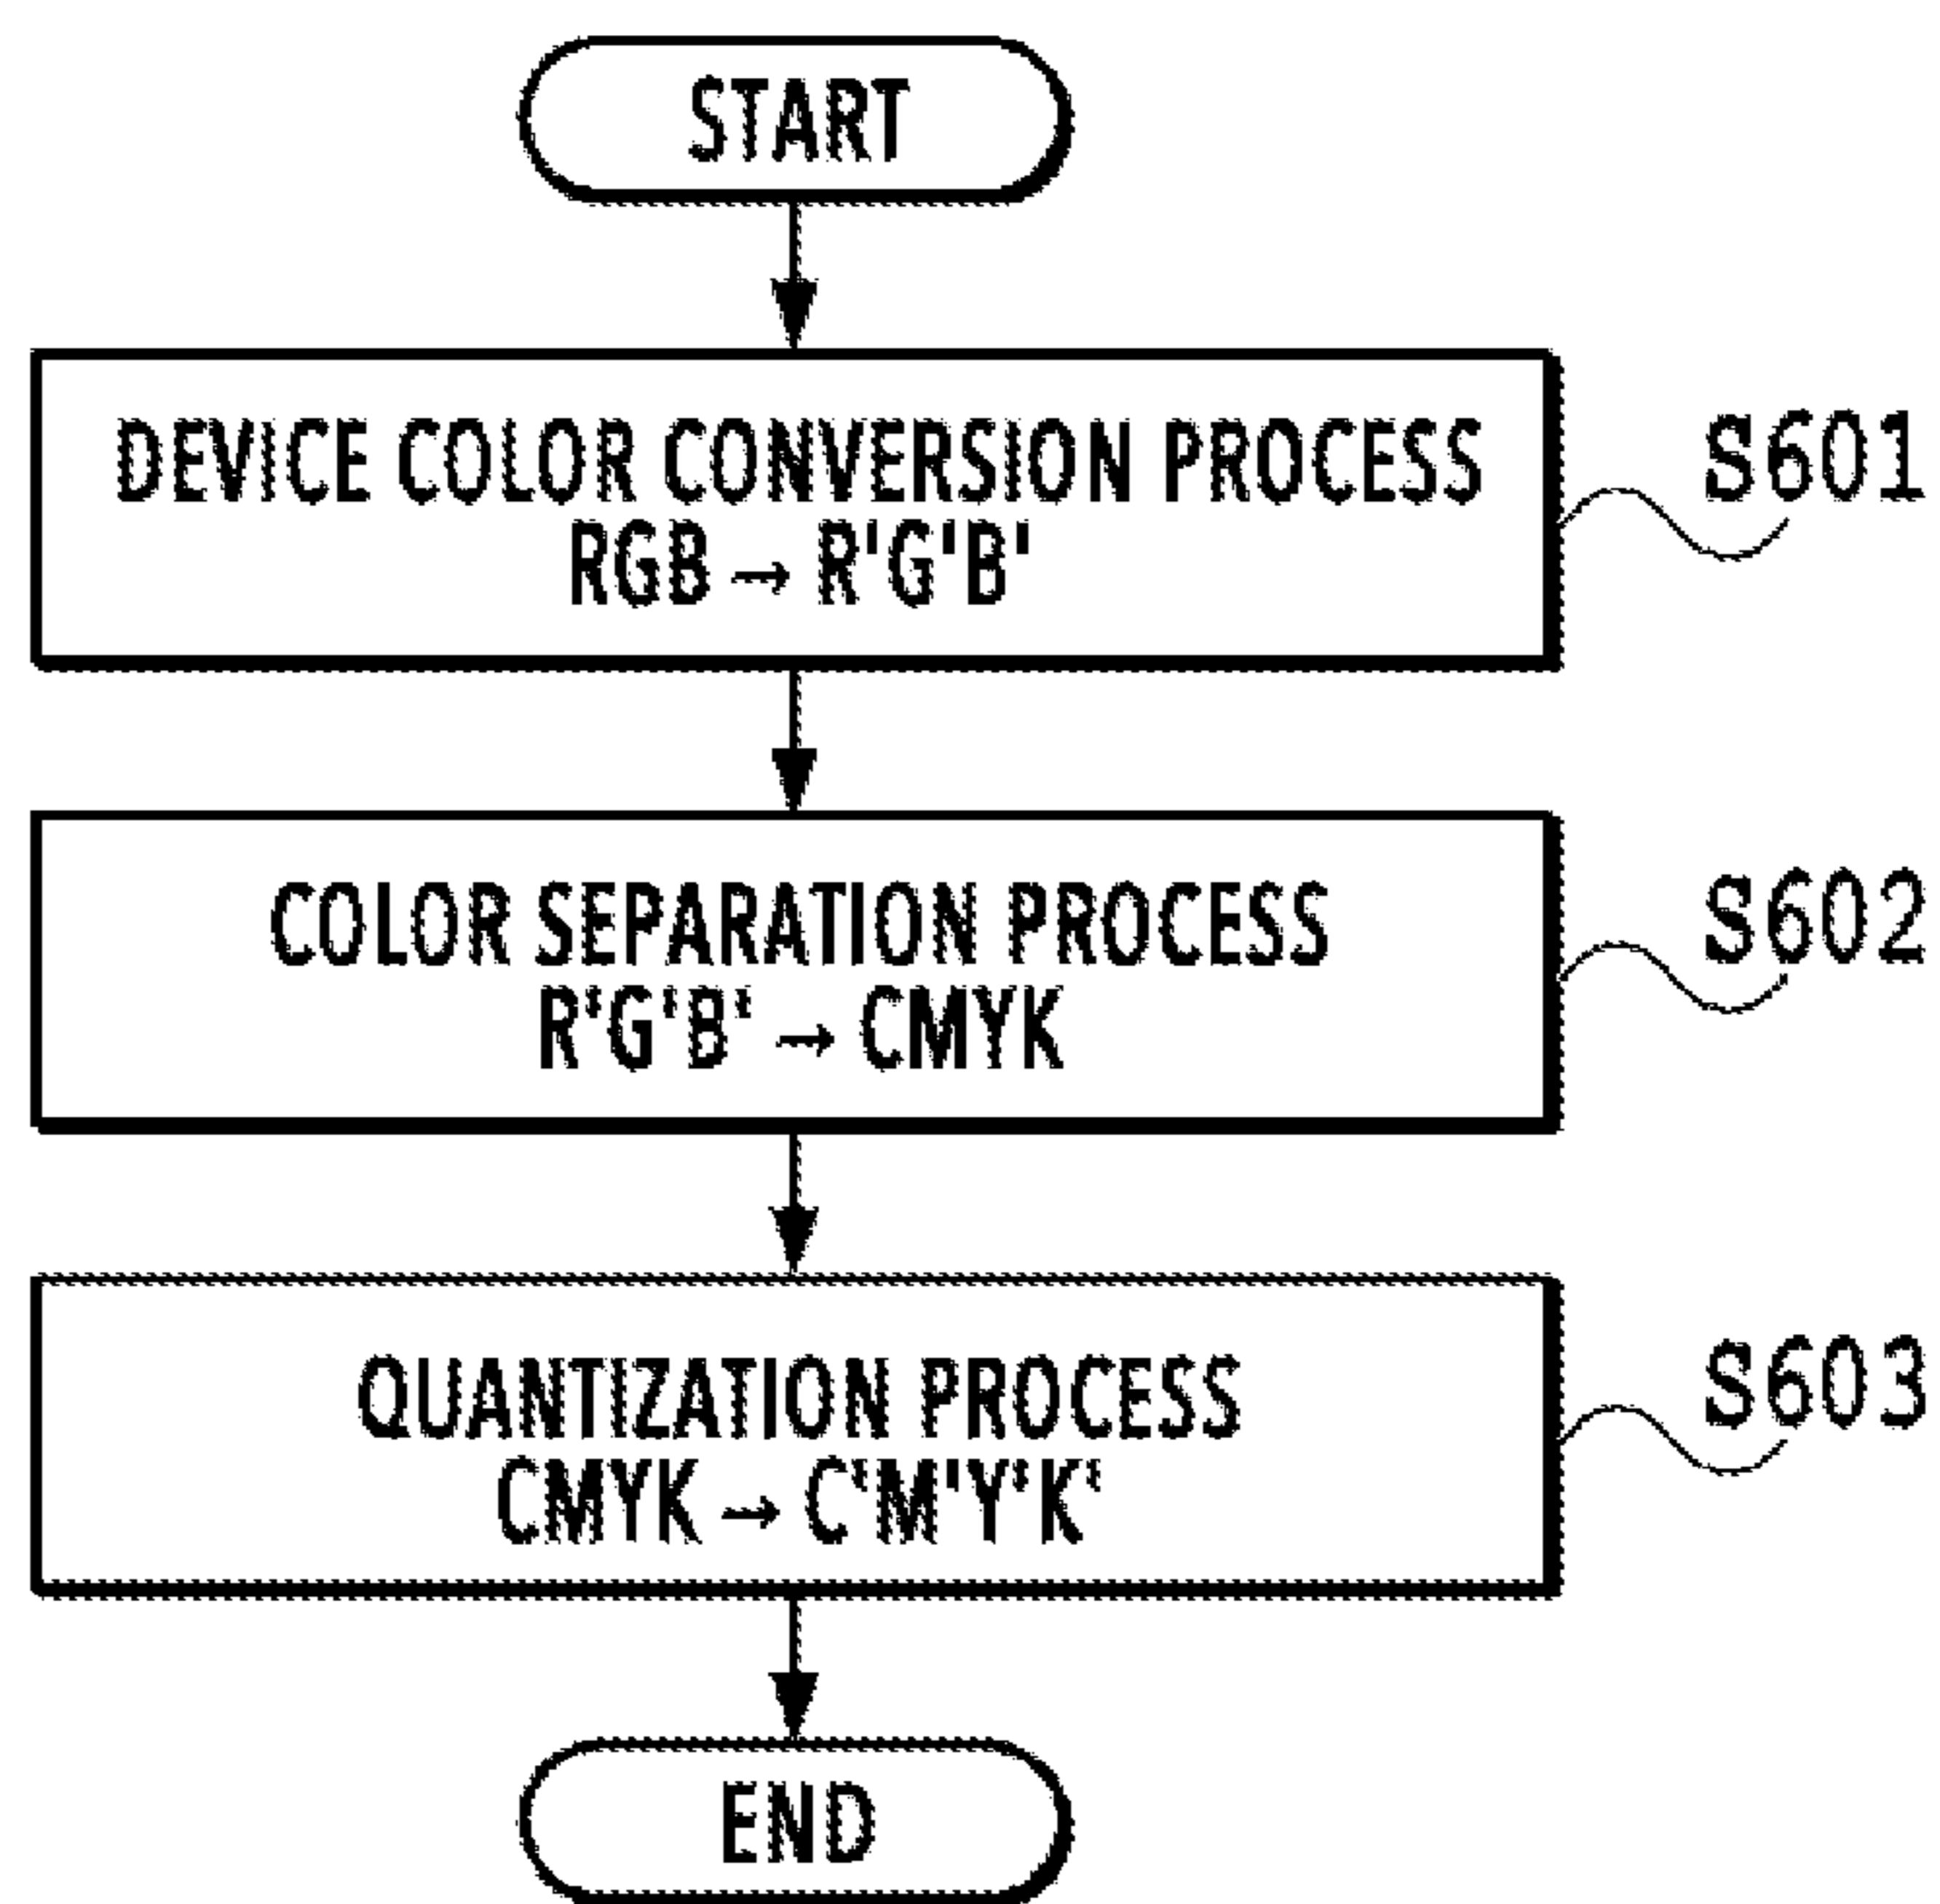 START
DEVICE COLOR CONVERSION PROCESS
RGB → R'G'B'
S601
COLOR SEPARATION PROCESS
R'G'B' → CMYK
S602
QUANTIZATION PROCESS
CMYK → C'M'Y'K'
S603
END